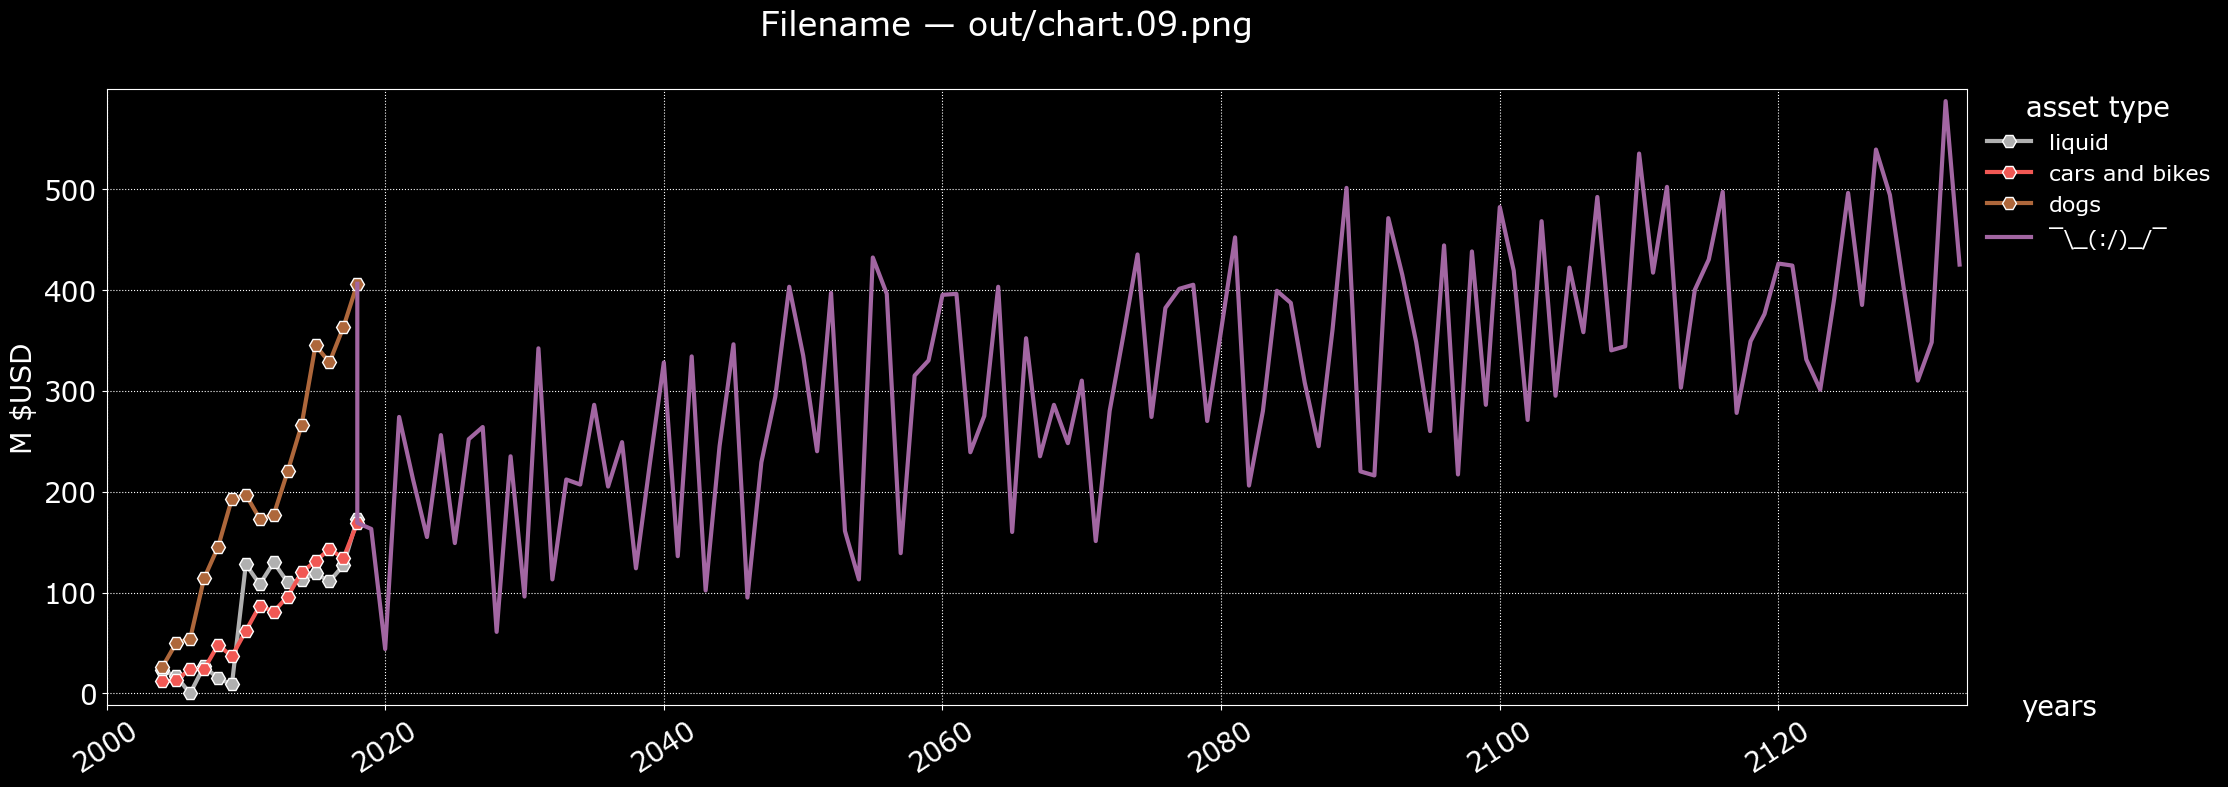 Filename — out/chart.09.png
asset type
liquid
cars and bikes
dogs
¯\_(:/)_/¯
M $USD
500
400
300
200
100
0
2000
2020
2040
2060
2080
2100
2120
years